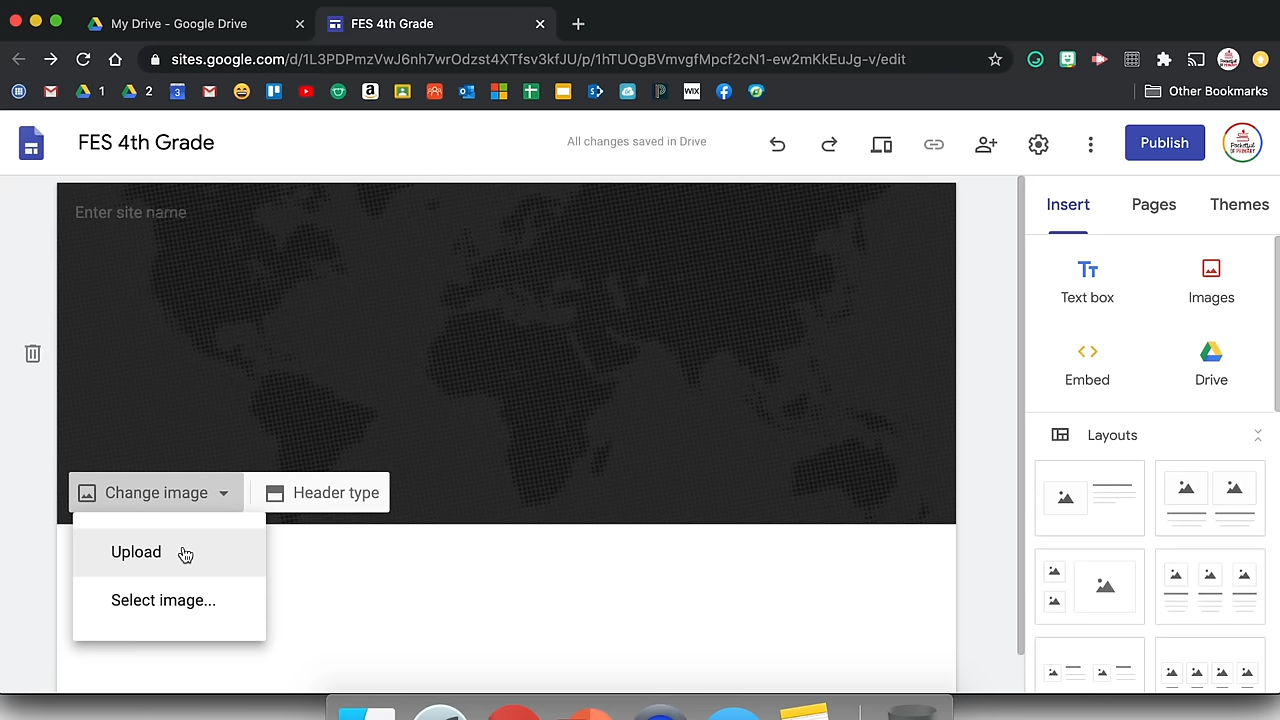 My Drive - Google Drive
FES 4th Grade
sites.google.com/d/1L3PDPmzVwJ6nh7wrOdzst4XTfsv3kfJU/p/1hTUOgBVmvgfMpcf2cN1-ew2mKkEuJg-v/edit
1
2
3
a
WIX
Other Bookmarks
FES 4th Grade
All changes saved in Drive
Publish
Enter site name
Insert
Pages
Themes
Tt
Text box
Images
Embed
Drive
Layouts
Change image
Header type
Upload
Select image...